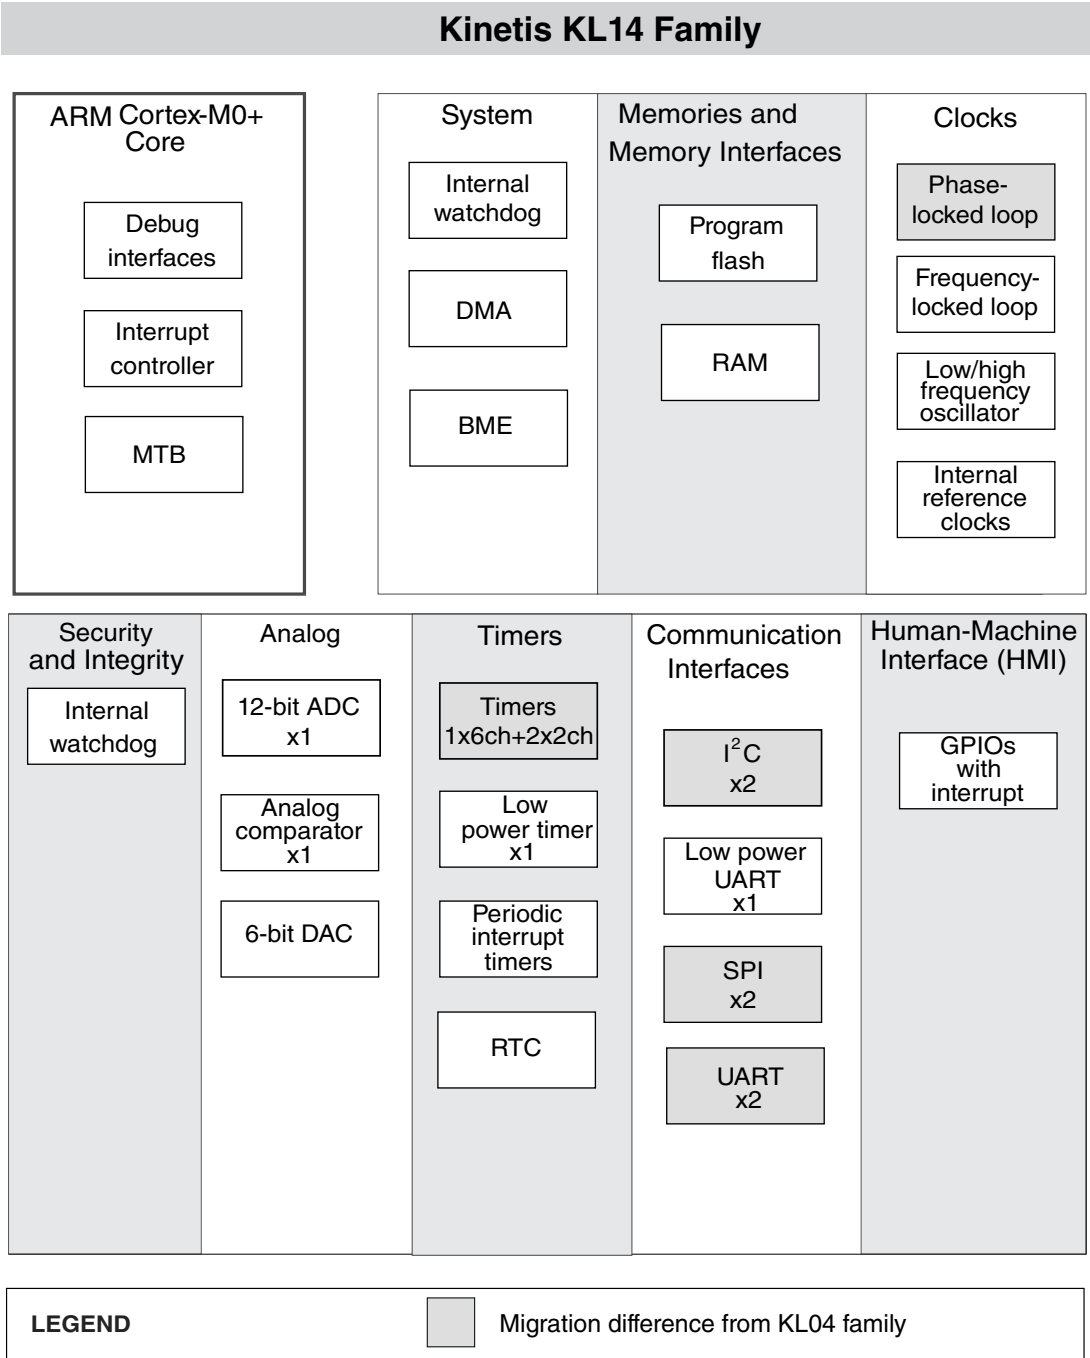 Kinetis KL14 Family
ARM Cortex-M0+
Core
Debug
interfaces
Interrupt
controller
MTB
System
Internal
watchdog
DMA
BME
Memories and
Memory Interfaces
Program
flash
RAM
Clocks
Phase-
locked loop
Frequency-
locked loop
Low/high
frequency
oscillator
Internal
reference
clocks
Security
and Integrity
Internal
watchdog
Analog
12-bit ADC
x1
Analog
comparator
x1
6-bit DAC
Timers
Timers
1x6ch+2x2ch
Low
power timer
x1
Periodic
interrupt
timers
RTC
Communication
Interfaces
I²C
x2
Low power
UART
x1
SPI
x2
UART
x2
Human-Machine
Interface (HMI)
GPIOs
with
interrupt
LEGEND
Migration difference from KL04 family